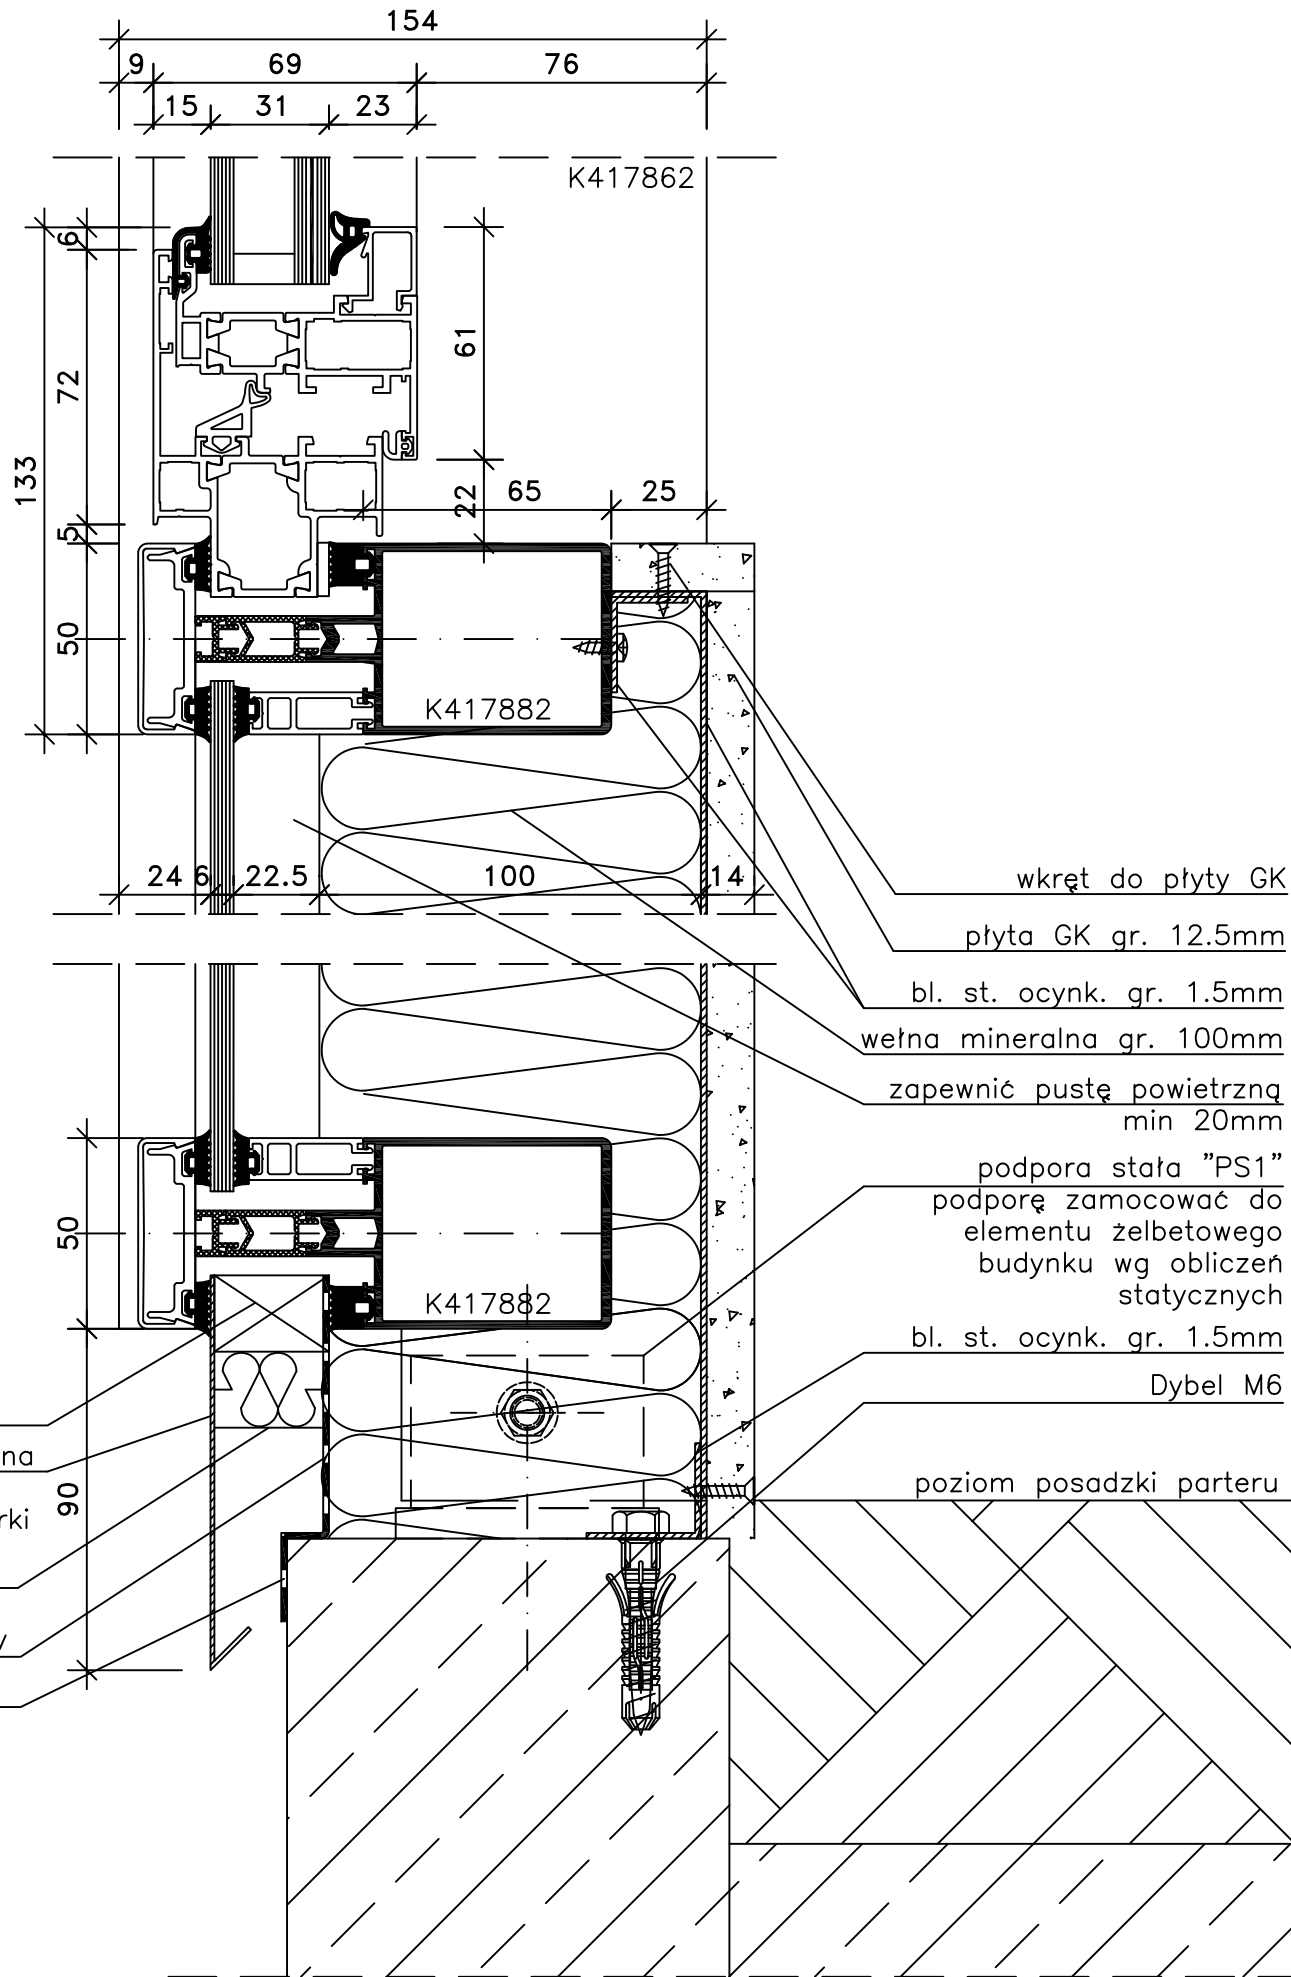 154
9 69 76
15 31 23
K417862
6
61
72
133
65 25
22
5
50
K417882
24 6 22.5 100 14
wkręt do płyty GK
płyta GK gr. 12.5mm
bl. st. ocynk. gr. 1.5mm
wełna mineralna gr. 100mm
zapewnić pustę powietrzną
min 20mm
podpora stała "PS1"
podporę zamocować do
elementu żelbetowego
budynku wg obliczeń
statycznych
50
K417882
bl. st. ocynk. gr. 1.5mm
Dybel M6
na
poziom posadzki parteru
90
rki